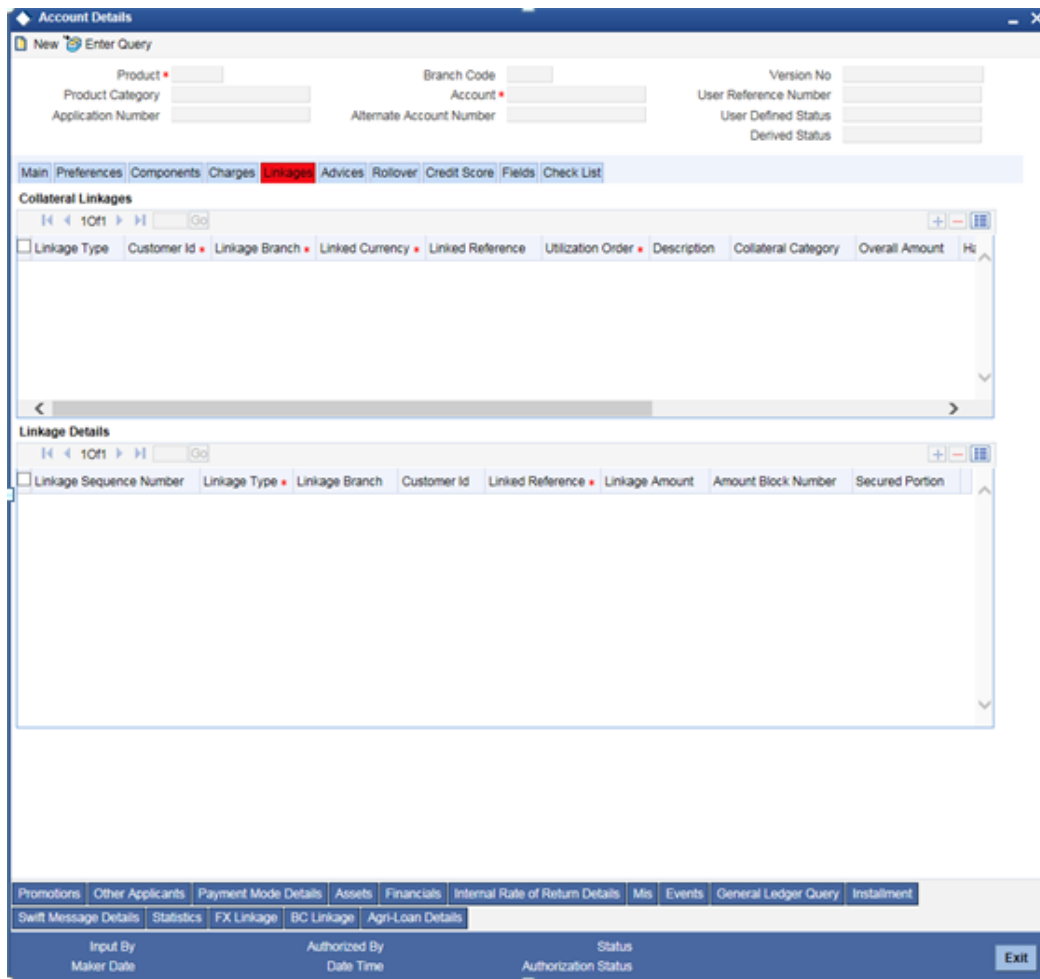 Account Details
New Enter Query
Product * Branch Code Version No
Product Category Account * User Reference Number
Application Number Alternate Account Number User Defined Status
Derived Status
Main Preferences Components Charges Linkages Advices Rollover Credit Score Fields Check List
Collateral Linkages
1Of1 Go
Linkage Type Customer Id * Linkage Branch * Linked Currency * Linked Reference Utilization Order * Description Collateral Category Overall Amount
Linkage Details
1Of1 Go
Linkage Sequence Number Linkage Type * Linkage Branch Customer Id Linked Reference * Linkage Amount Amount Block Number Secured Portion
Promotions Other Applicants Payment Mode Details Assets Financials Internal Rate of Return Details Mis Events General Ledger Query Installment
Swift Message Details Statistics FX Linkage BC Linkage Agri-Loan Details
Input By Authorized By Status
Maker Date Date Time Authorization Status
Exit